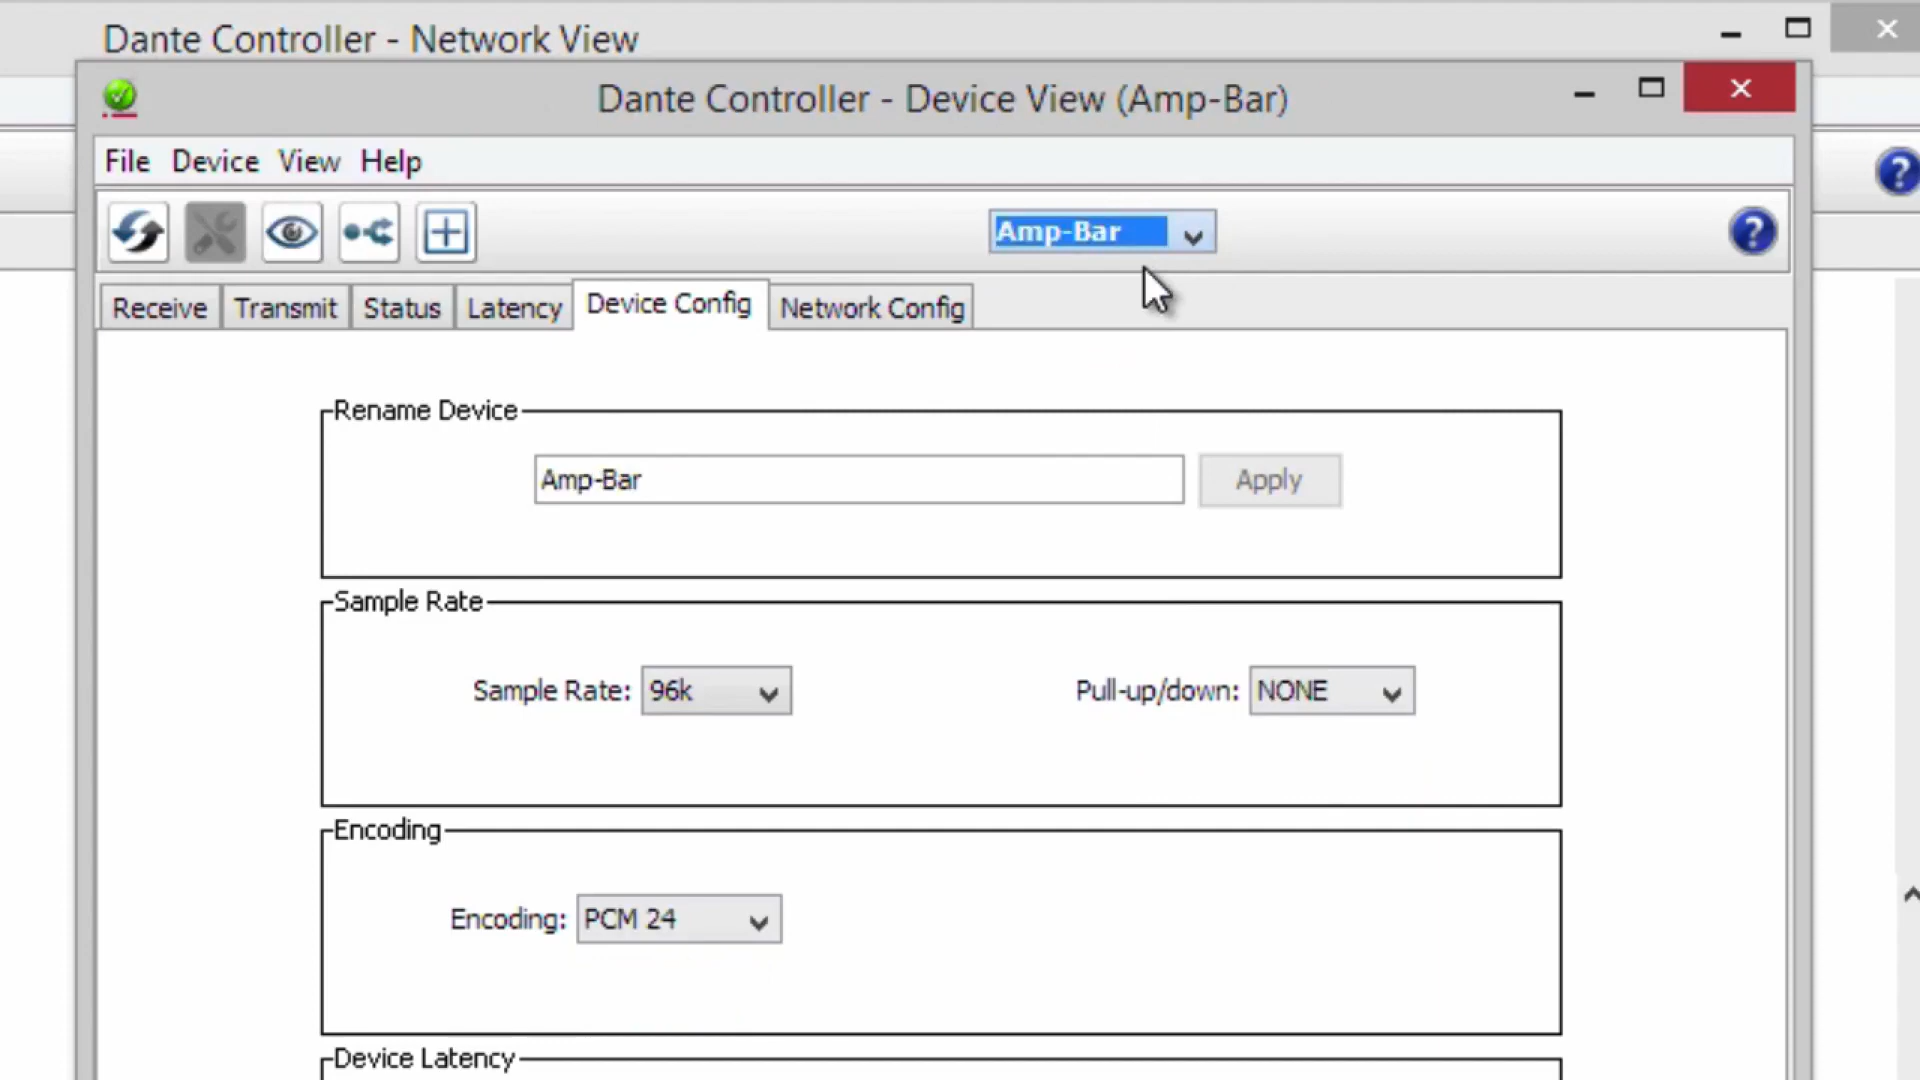 Dante Controller - Network View
Dante Controller - Device View (Amp-Bar)
File Device View Help
Amp-Bar
Receive Transmit Status Latency Device Config Network Config
Rename Device
Amp-Bar Apply
Sample Rate
Sample Rate: 96k Pull-up/down: NONE
Encoding
Encoding: PCM 24
Device Latency